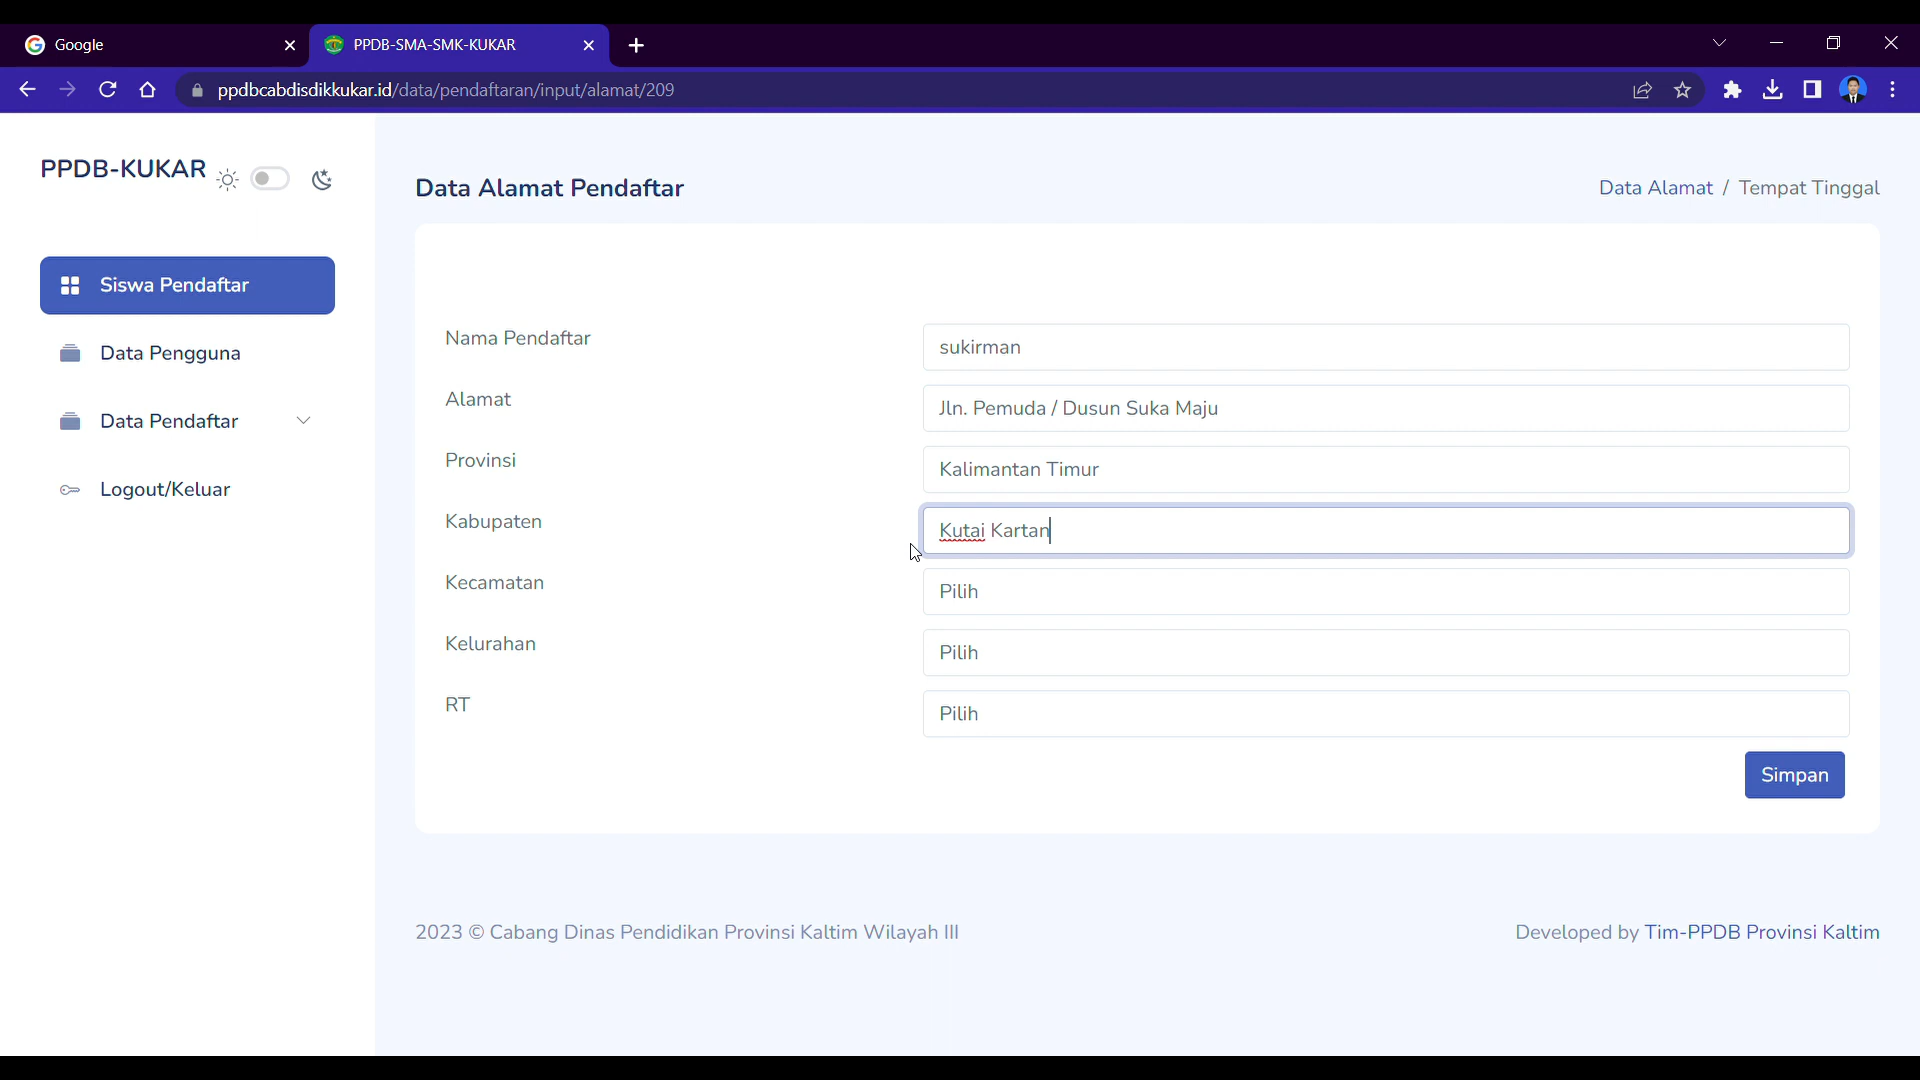 Google
PPDB-SMA-SMK-KUKAR
ppdbcabdisdikkukar.id/data/pendaftaran/input/alamat/209
PPDB-KUKAR
Siswa Pendaftar
Data Pengguna
Data Pendaftar
Logout/Keluar
Data Alamat Pendaftar
Data Alamat / Tempat Tinggal
Nama Pendaftar
sukirman
Alamat
Jln. Pemuda / Dusun Suka Maju
Provinsi
Kalimantan Timur
Kabupaten
Kutai Kartan
Kecamatan
Pilih
Kelurahan
Pilih
RT
Pilih
Simpan
2023 © Cabang Dinas Pendidikan Provinsi Kaltim Wilayah III
Developed by Tim-PPDB Provinsi Kaltim